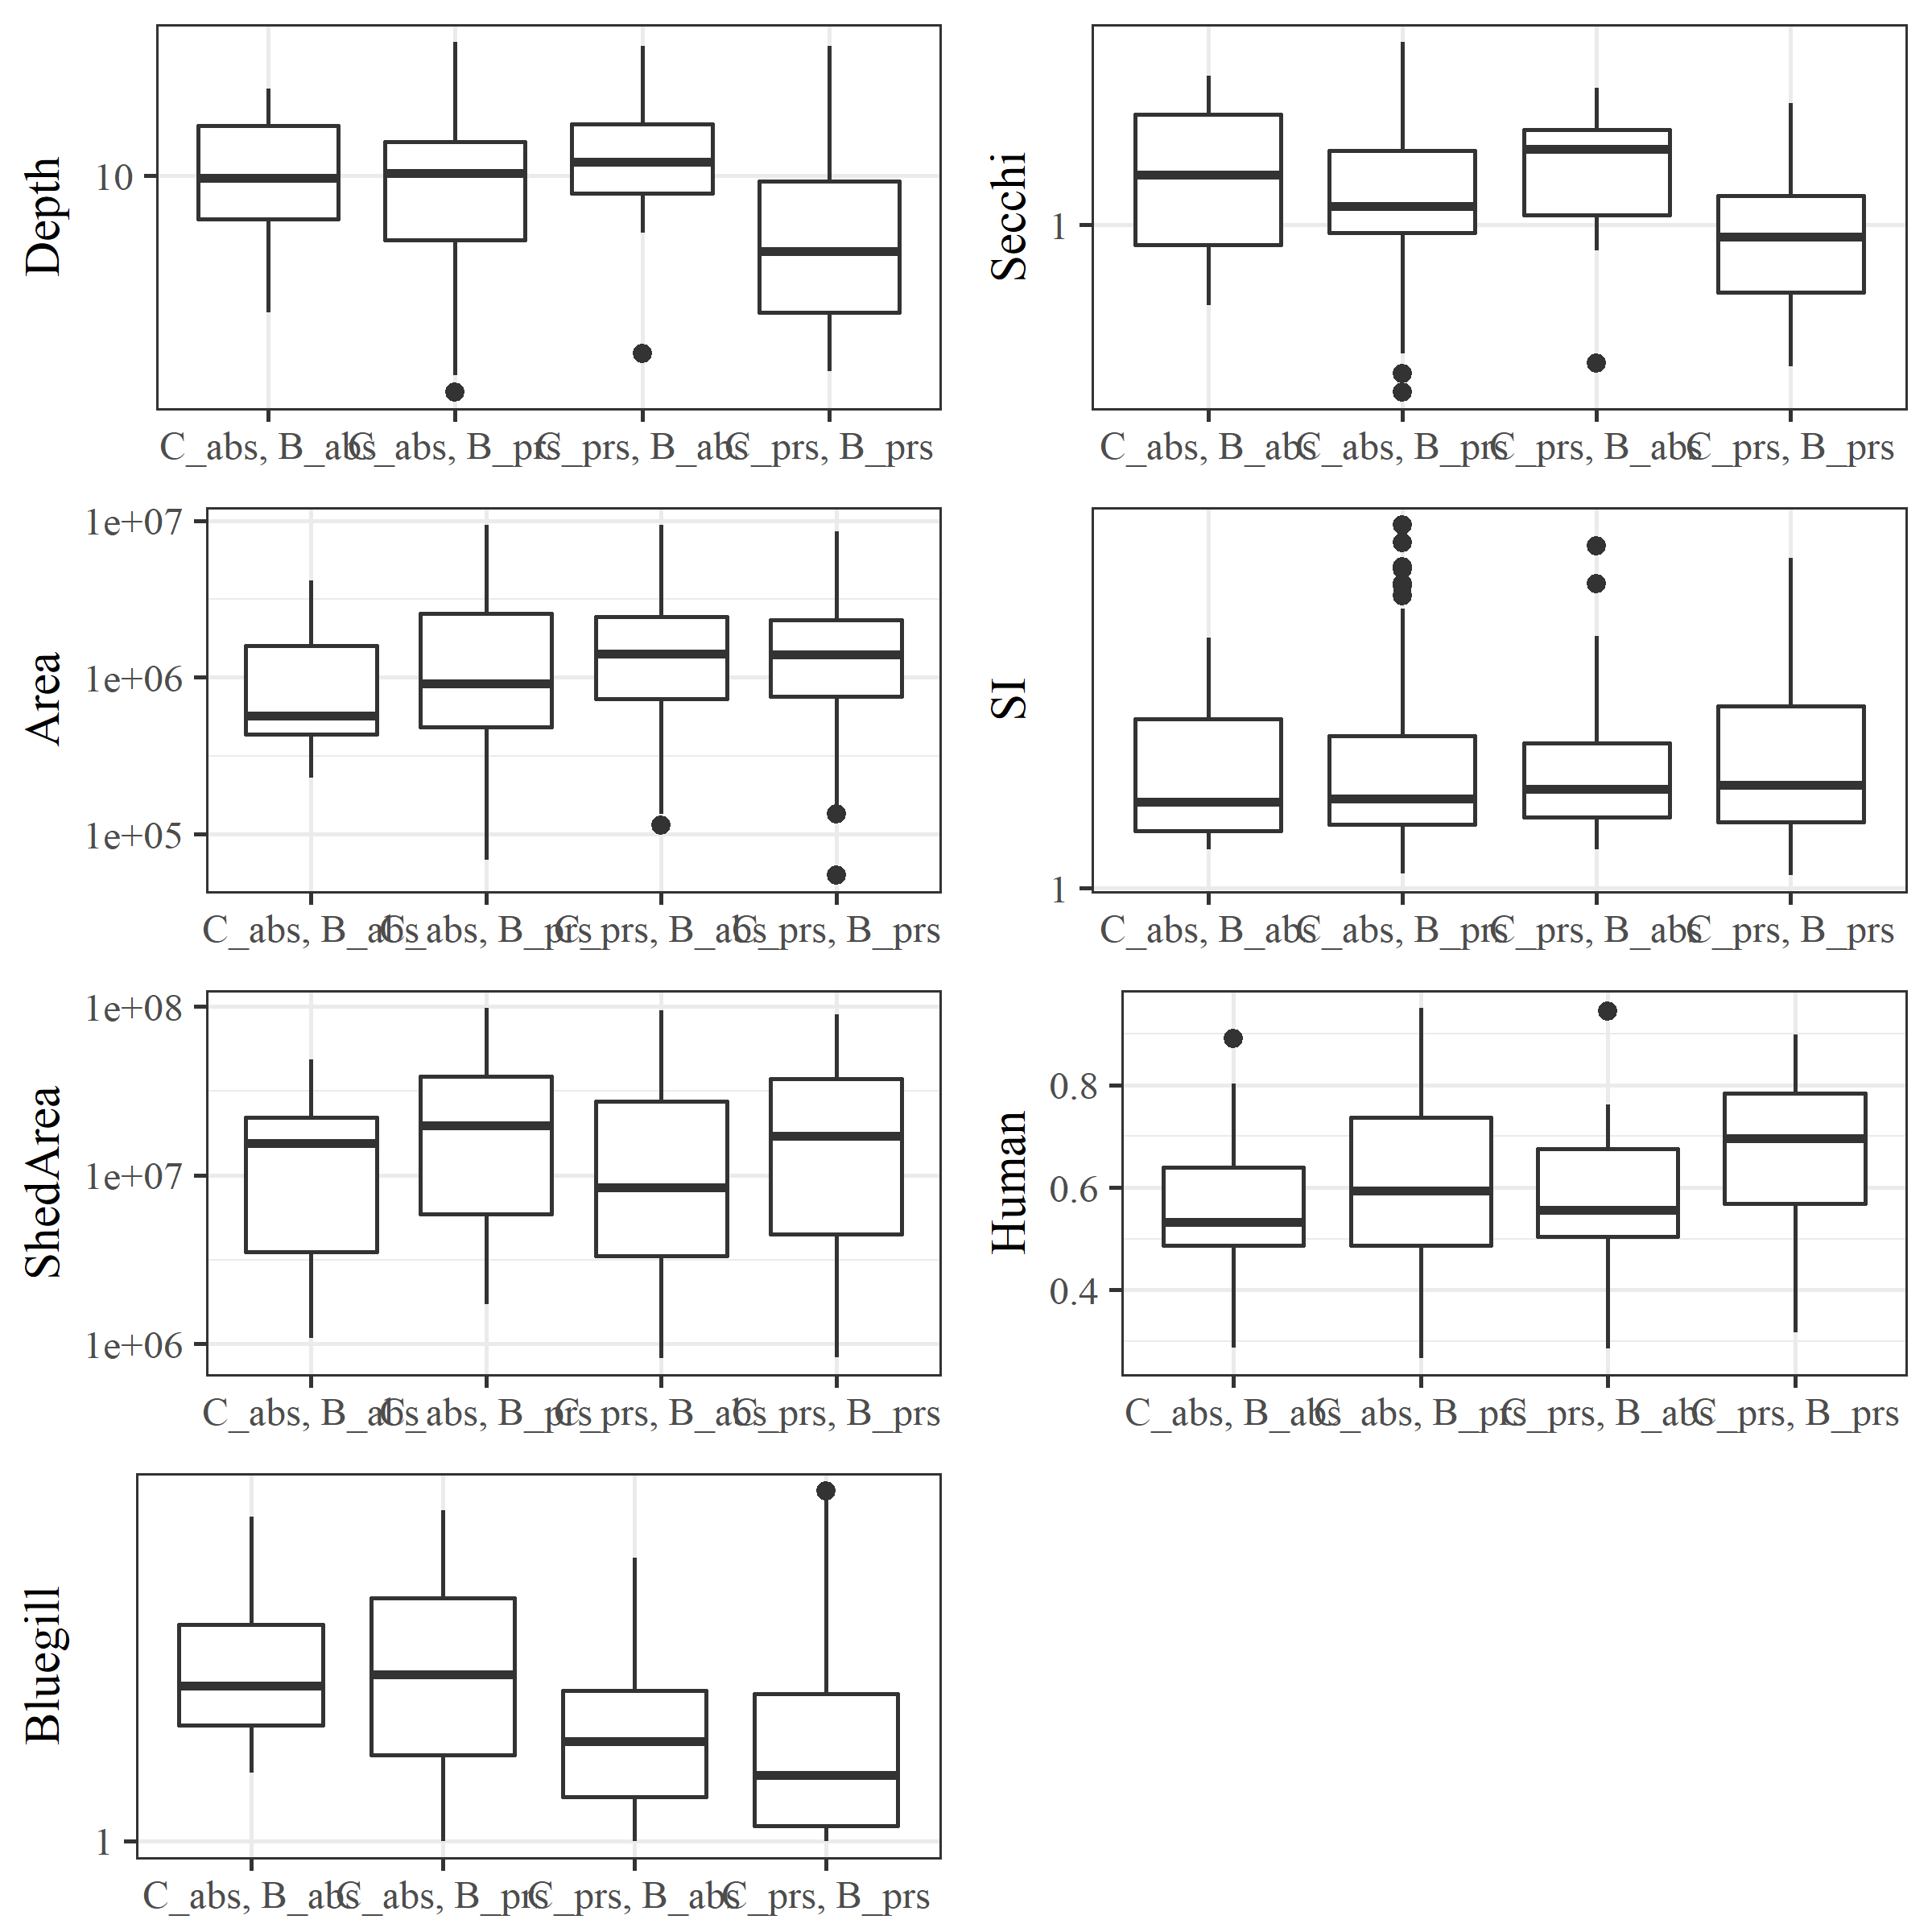 Depth
10
C_abs, B_abs C_abs, B_prs C_prs, B_abs C_prs, B_prs
Secchi
1
C_abs, B_abs C_abs, B_prs C_prs, B_abs C_prs, B_prs
Area
1e+07
1e+06
1e+05
C_abs, B_abs C_abs, B_prs C_prs, B_abs C_prs, B_prs
SI
1
C_abs, B_abs C_abs, B_prs C_prs, B_abs C_prs, B_prs
ShedArea
1e+08
1e+07
1e+06
C_abs, B_abs C_abs, B_prs C_prs, B_abs C_prs, B_prs
Human
0.8
0.6
0.4
C_abs, B_abs C_abs, B_prs C_prs, B_abs C_prs, B_prs
Bluegill
1
C_abs, B_abs C_abs, B_prs C_prs, B_abs C_prs, B_prs